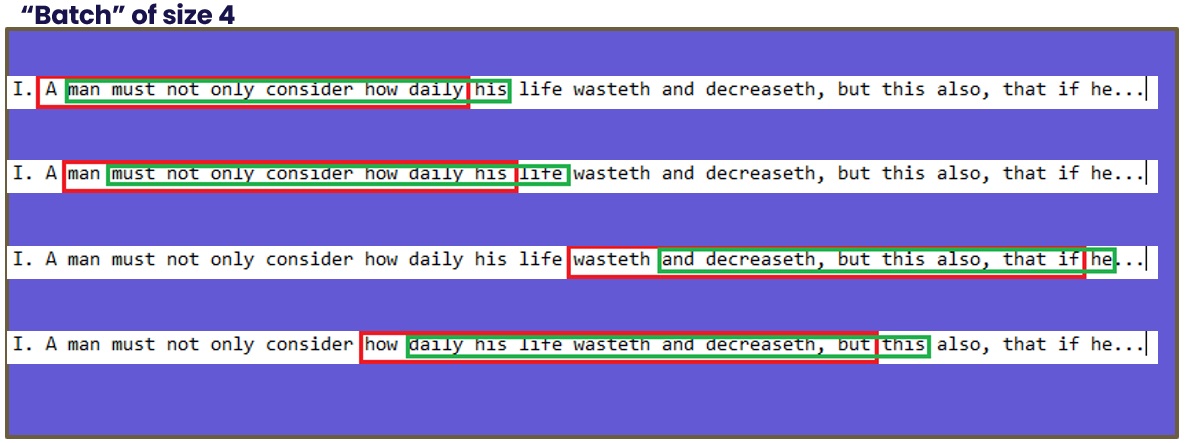 “Batch” of size 4
I. A man must not only consider how daily his life wasteth and decreaseth, but this also, that if he...
I. A man must not only consider how daily his life wasteth and decreaseth, but this also, that if he...
I. A man must not only consider how daily his life wasteth and decreaseth, but this also, that if he...
I. A man must not only consider how daily his life wasteth and decreaseth, but this also, that if he...